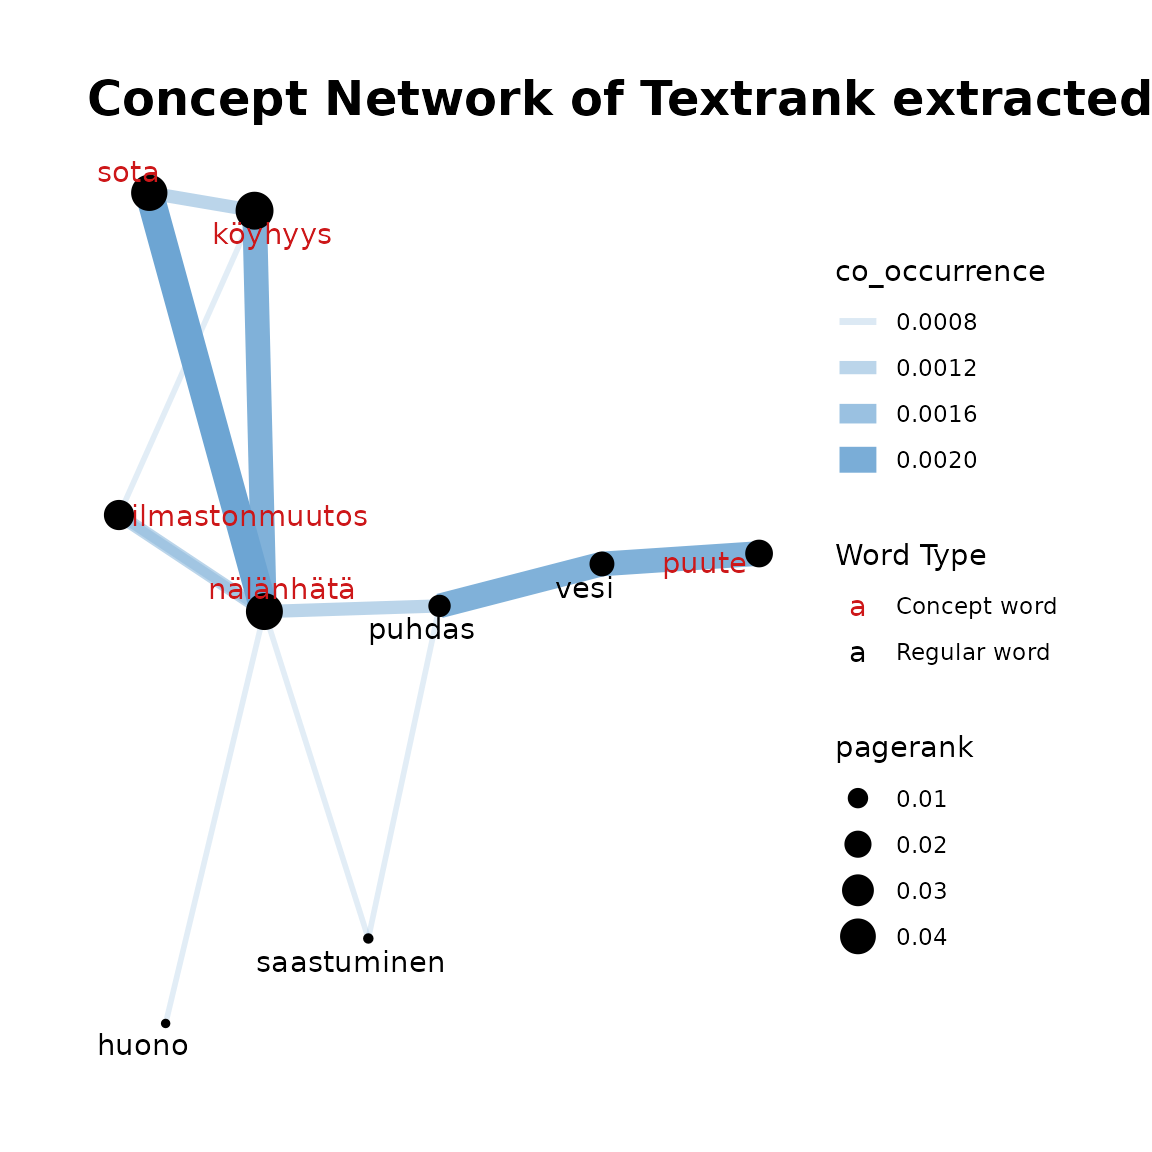 Concept Network of Textrank extracted
sota
köyhyys
ilmastonmuutos
nälänhätä
puhdas
vesi
puute
saastuminen
huono
co_occurrence
0.0008
0.0012
0.0016
0.0020
Word Type
a Concept word
a Regular word
pagerank
0.01
0.02
0.03
0.04